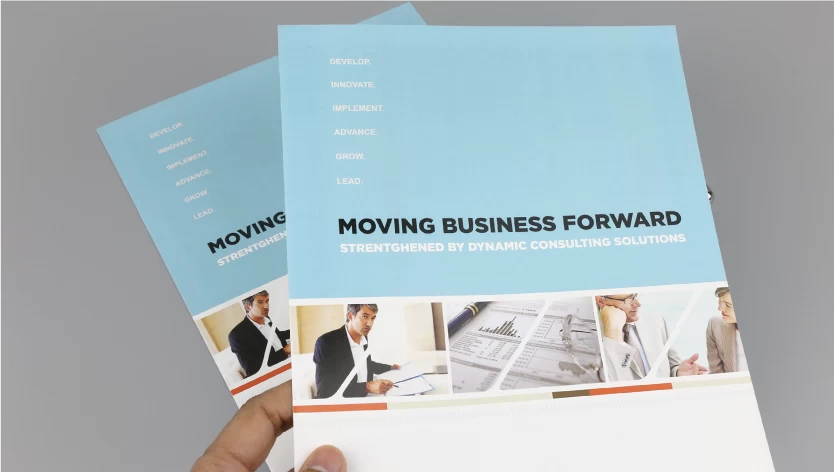 DEVELOP.
INNOVATE.
IMPLEMENT.
ADVANCE.
GROW.
LEAD.
MOVING BUSINESS FORWARD
STRENTGHENED BY DYNAMIC CONSULTING SOLUTIONS
DEVELOP.
INNOVATE.
IMPLEMENT.
ADVANCE.
GROW.
LEAD.
MOVING
STRENTGHEN